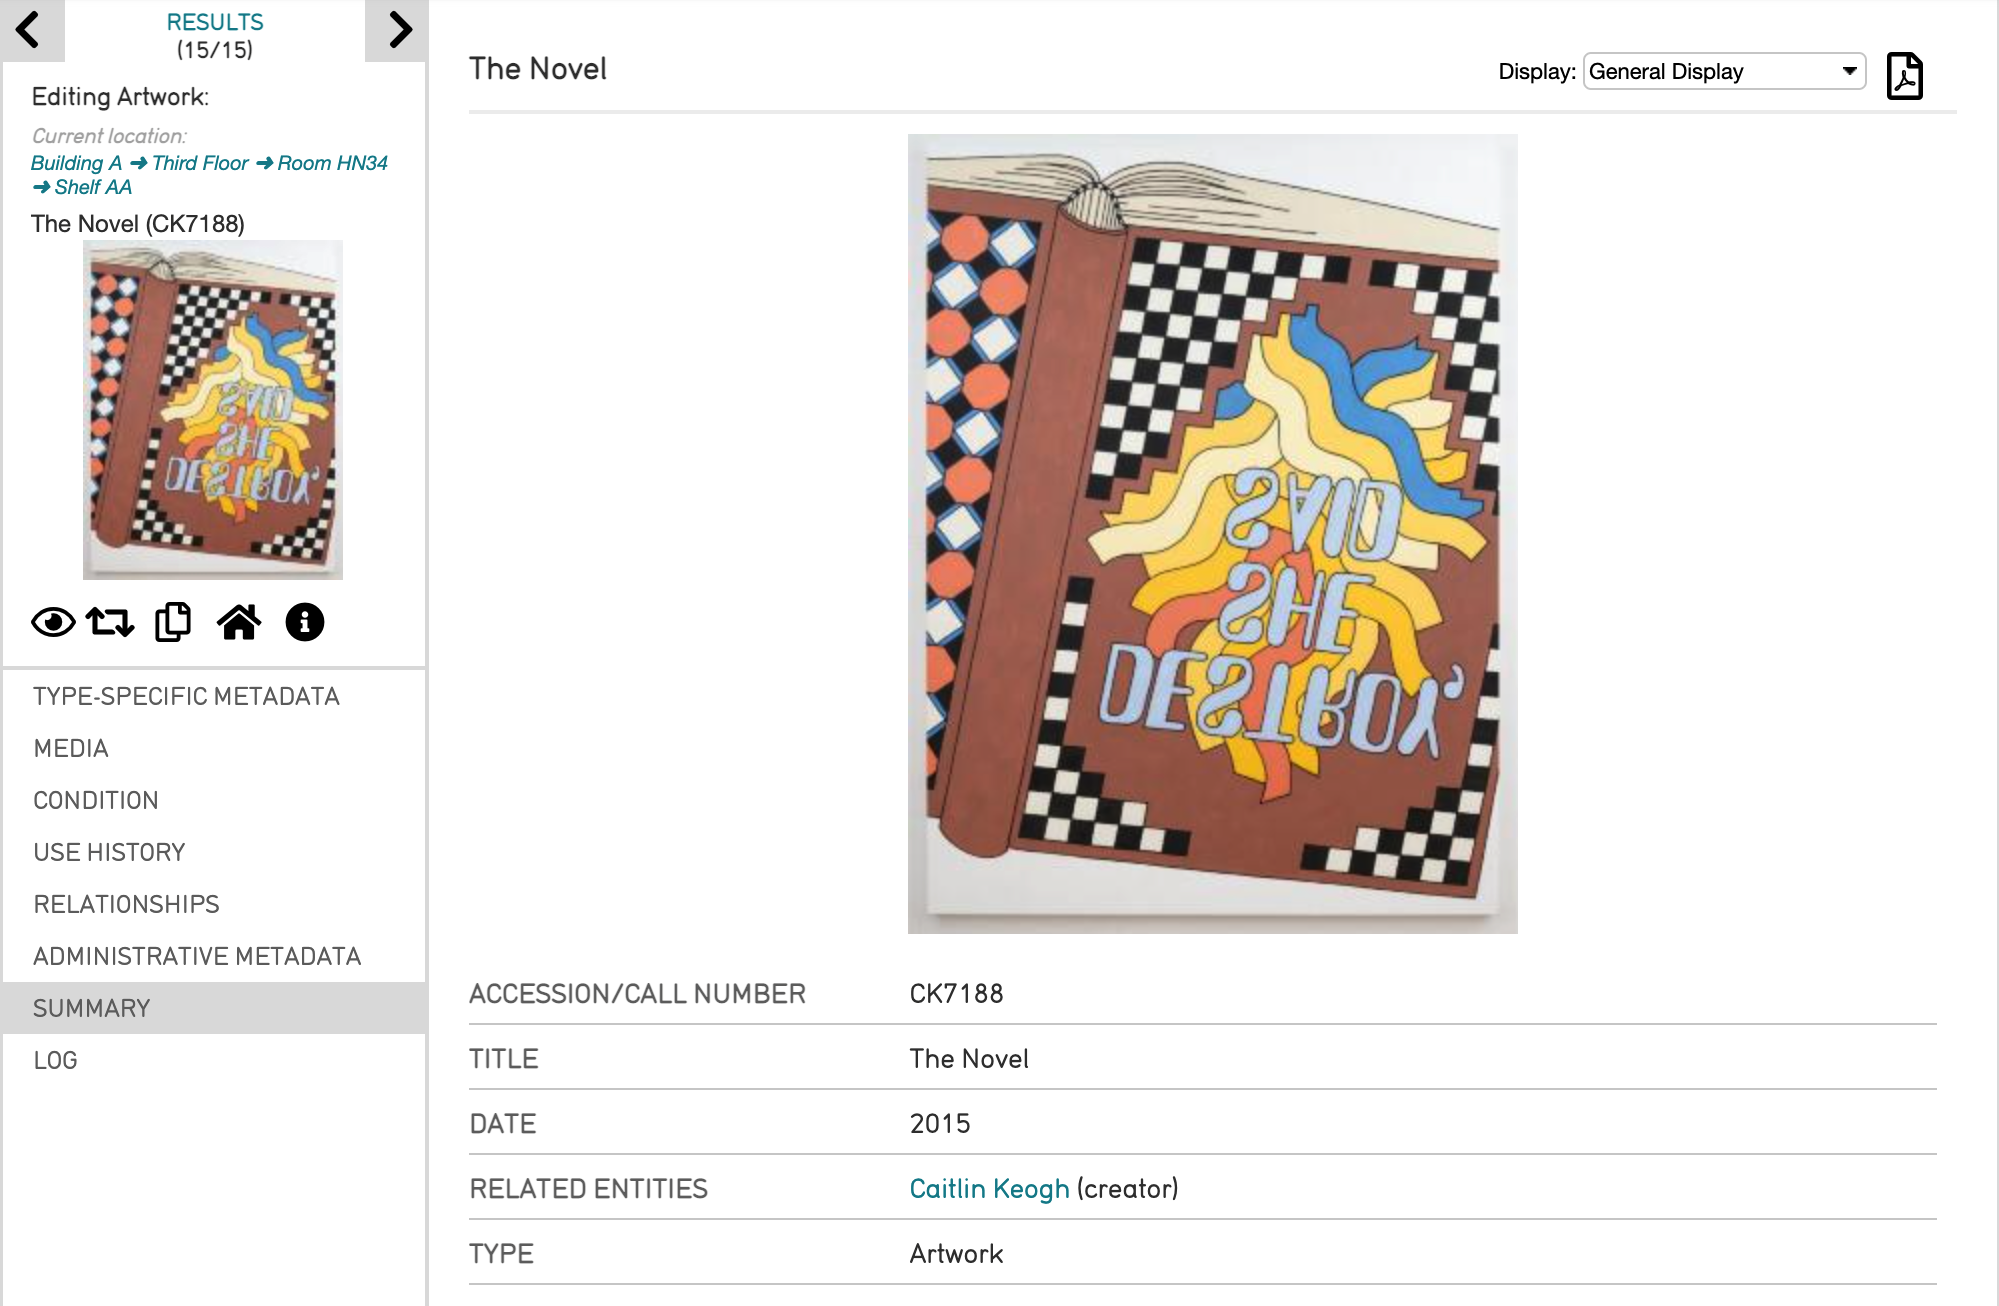 RESULTS
(15/15)
Editing Artwork:
Current location:
Building A ➜ Third Floor ➜ Room HN34
➜ Shelf AA
The Novel (CK7188)
SAID
SHE
DESTROY,
TYPE-SPECIFIC METADATA
MEDIA
CONDITION
USE HISTORY
RELATIONSHIPS
ADMINISTRATIVE METADATA
SUMMARY
LOG
The Novel
Display: General Display
SAID
SHE
DESTROY,
ACCESSION/CALL NUMBER CK7188
TITLE The Novel
DATE 2015
RELATED ENTITIES Caitlin Keogh (creator)
TYPE Artwork